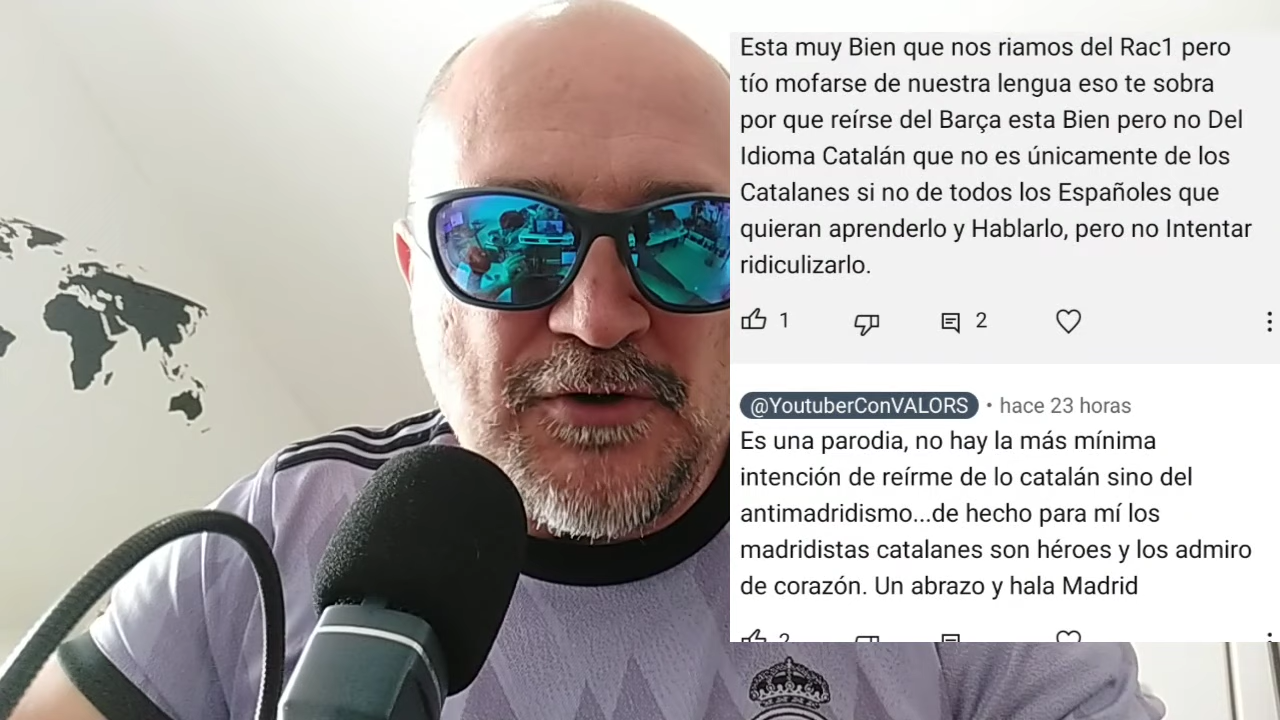 Esta muy Bien que nos riamos del Rac1 pero
tío mofarse de nuestra lengua eso te sobra
por que reírse del Barça esta Bien pero no Del
Idioma Catalán que no es únicamente de los
Catalanes si no de todos los Españoles que
quieran aprenderlo y Hablarlo, pero no Intentar
ridiculizarlo.
1
2
@YoutuberConVALORS • hace 23 horas
Es una parodia, no hay la más mínima
intención de reírme de lo catalán sino del
antimadridismo...de hecho para mí los
madridistas catalanes son héroes y los admiro
de corazón. Un abrazo y hala Madrid
2